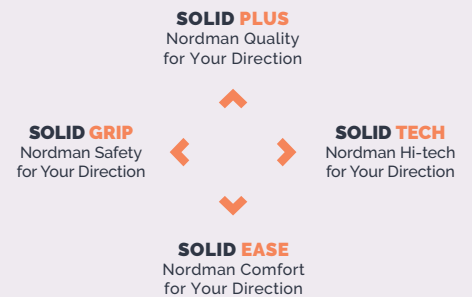 SOLID PLUS
Nordman Quality
for Your Direction
SOLID GRIP
Nordman Safety
for Your Direction
SOLID TECH
Nordman Hi-tech
for Your Direction
SOLID EASE
Nordman Comfort
for Your Direction